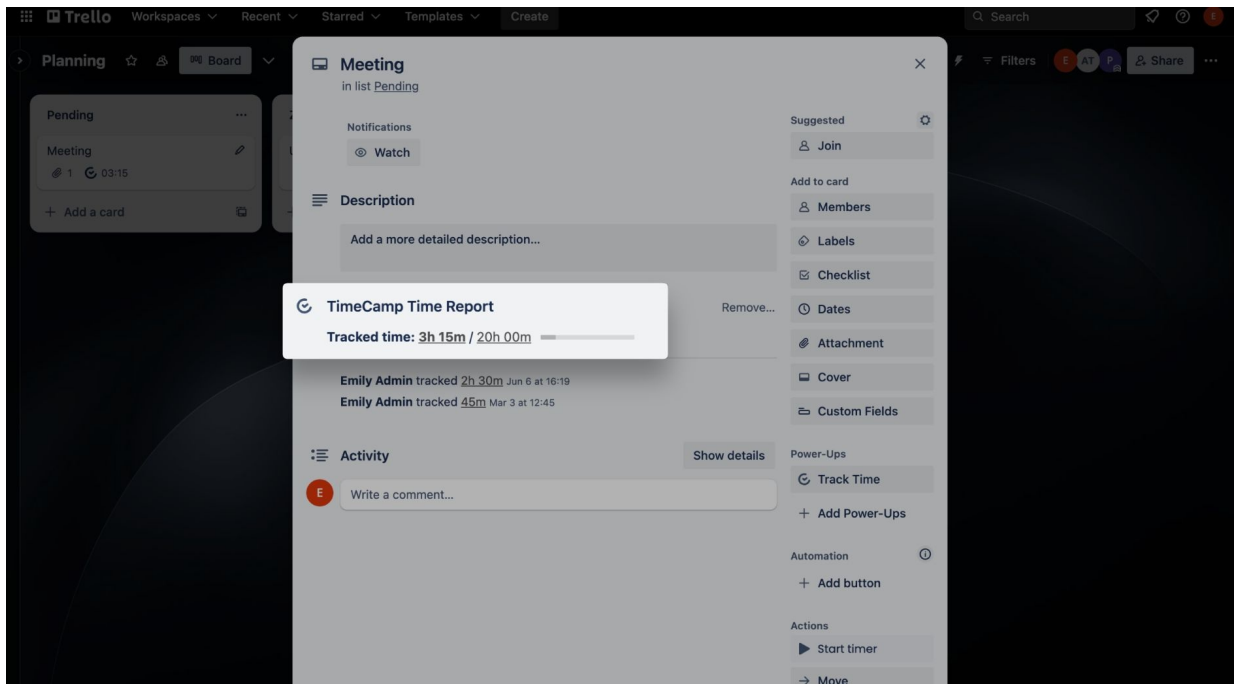 Trello Workspaces Recent Starred Templates Create Search E
Planning Board Filters E AT P Share
Pending
Meeting
1 03:15
Add a card
Meeting
in list Pending
Notifications
Watch
Description
Add a more detailed description...
TimeCamp Time Report
Remove...
Tracked time: 3h 15m / 20h 00m
Emily Admin tracked 2h 30m Jun 6 at 16:19
Emily Admin tracked 45m Mar 3 at 12:45
Activity
Show details
E
Write a comment...
Suggested
Join
Add to card
Members
Labels
Checklist
Dates
Attachment
Cover
Custom Fields
Power-Ups
Track Time
+ Add Power-Ups
Automation
+ Add button
Actions
Start timer
Move